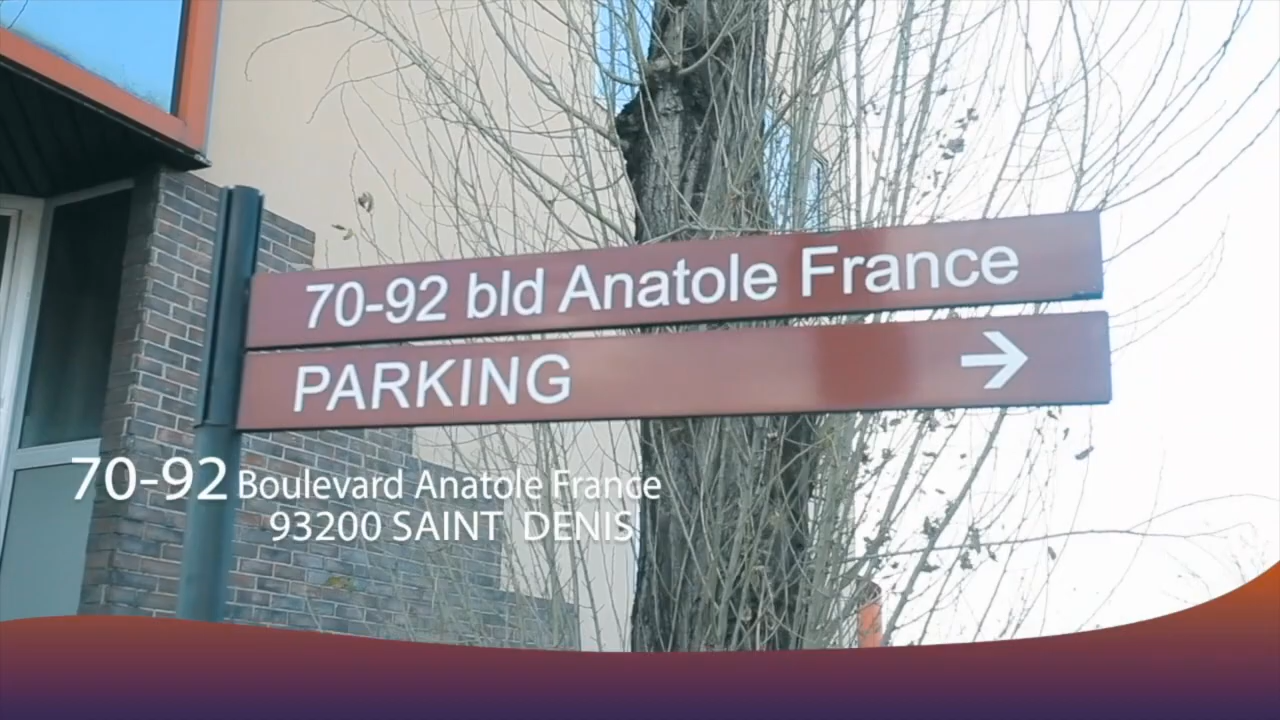 70-92 bld Anatole France
PARKING →
70-92 Boulevard Anatole France
93200 SAINT DENIS